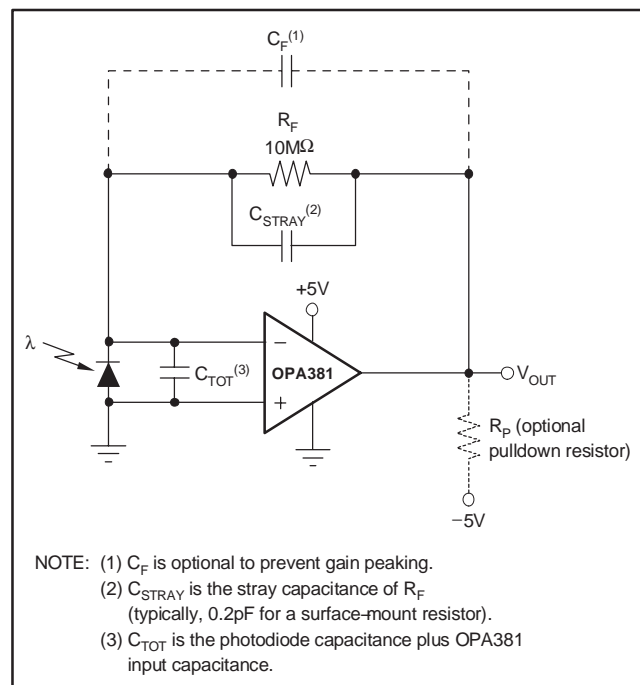 C_F(1)
R_F
10MΩ
C_STRAY(2)
+5V
λ
−
C_TOT(3)
OPA381
+
V_OUT
R_P (optional
pulldown resistor)
−5V
NOTE: (1) C_F is optional to prevent gain peaking.
(2) C_STRAY is the stray capacitance of R_F
(typically, 0.2pF for a surface−mount resistor).
(3) C_TOT is the photodiode capacitance plus OPA381
input capacitance.